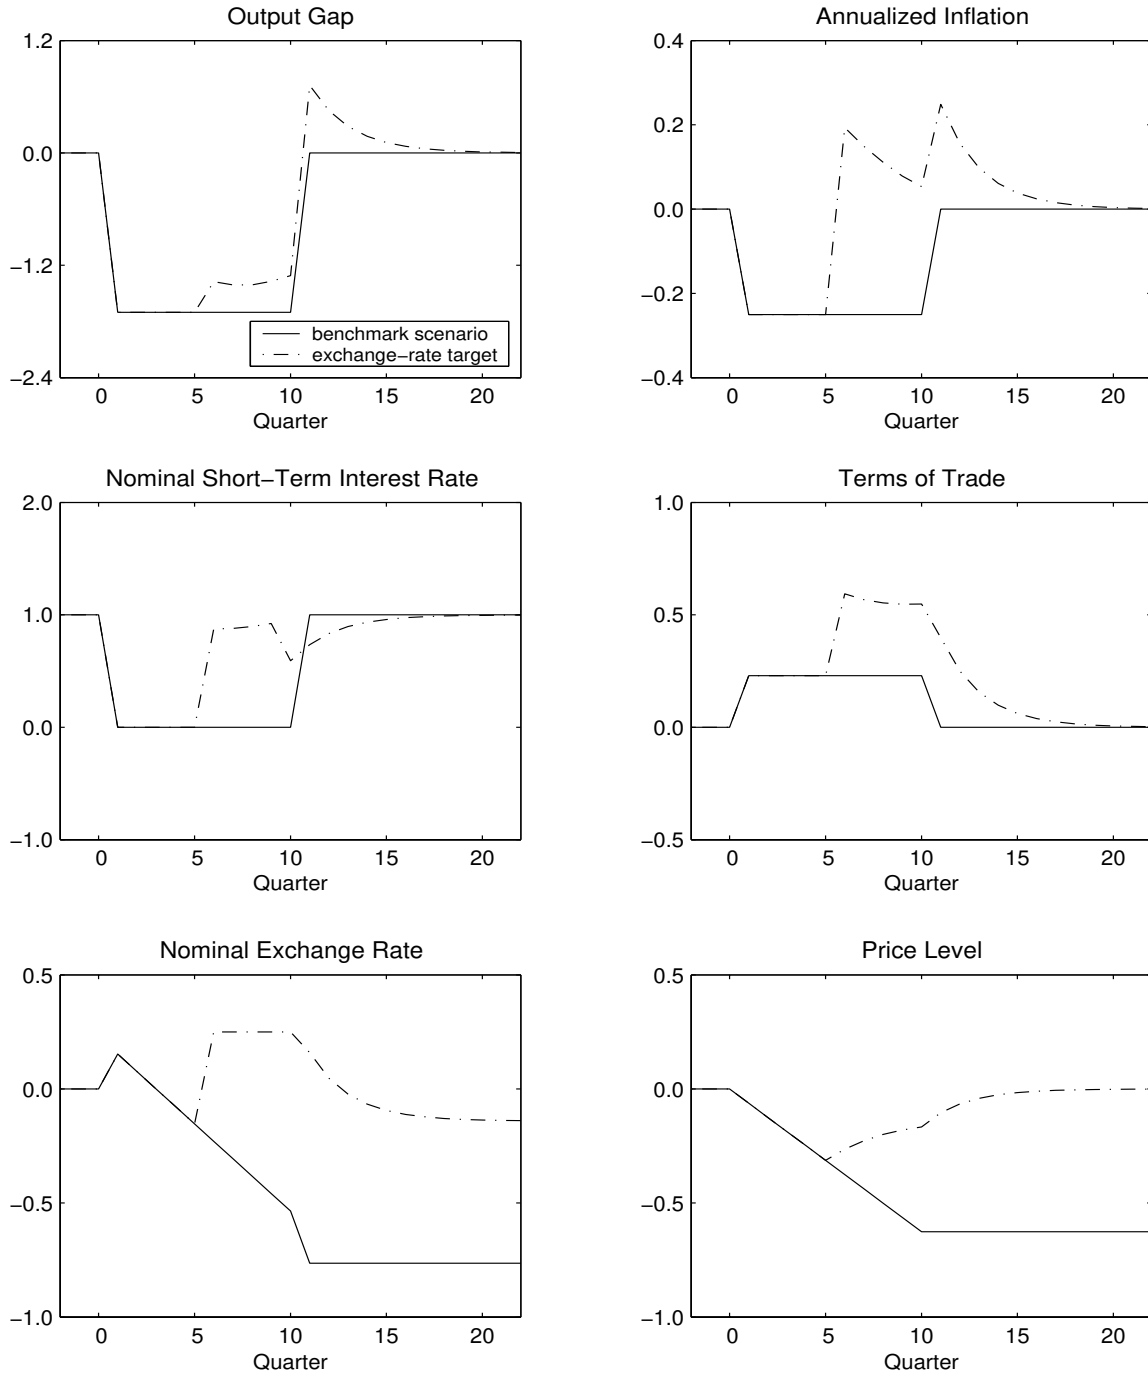 Output Gap
1.2
0.0
−1.2
−2.4
benchmark scenario
exchange−rate target
0 5 10 15 20
Quarter
Annualized Inflation
0.4
0.2
0.0
−0.2
−0.4
0 5 10 15 20
Quarter
Nominal Short−Term Interest Rate
2.0
1.0
0.0
−1.0
0 5 10 15 20
Quarter
Terms of Trade
1.0
0.5
0.0
−0.5
0 5 10 15 20
Quarter
Nominal Exchange Rate
0.5
0.0
−0.5
−1.0
0 5 10 15 20
Quarter
Price Level
0.5
0.0
−0.5
−1.0
0 5 10 15 20
Quarter